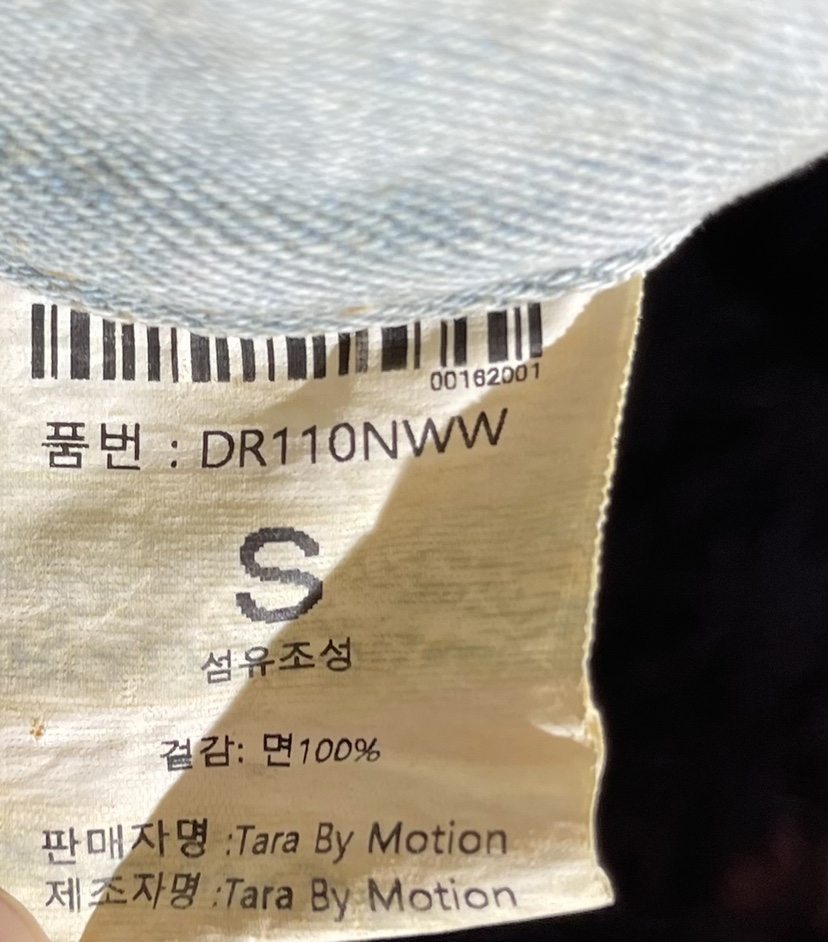 00162001
품번 : DR110NWW
S
섬유조성
겉감: 면100%
판매자명 :Tara By Motion
제조자명 :Tara By Motion